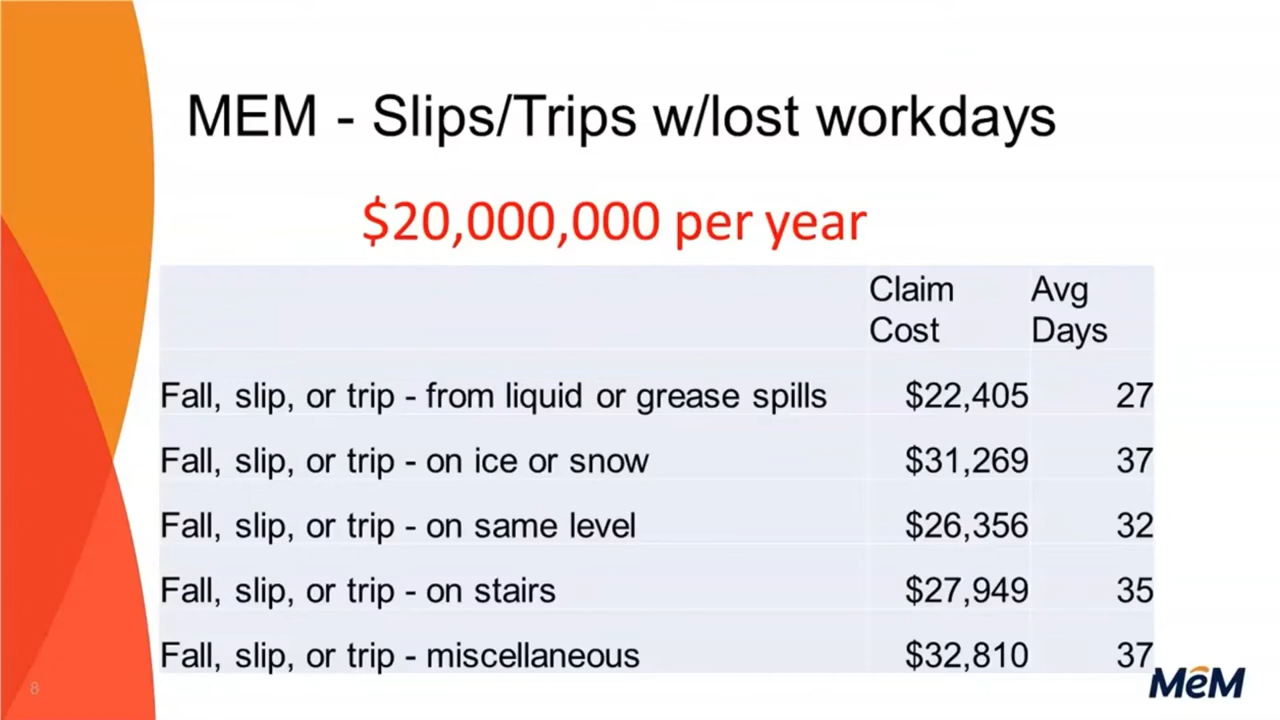 MEM - Slips/Trips w/lost workdays
$20,000,000 per year
Claim Cost Avg Days
Fall, slip, or trip - from liquid or grease spills $22,405 27
Fall, slip, or trip - on ice or snow $31,269 37
Fall, slip, or trip - on same level $26,356 32
Fall, slip, or trip - on stairs $27,949 35
Fall, slip, or trip - miscellaneous $32,810 37
8
MeM